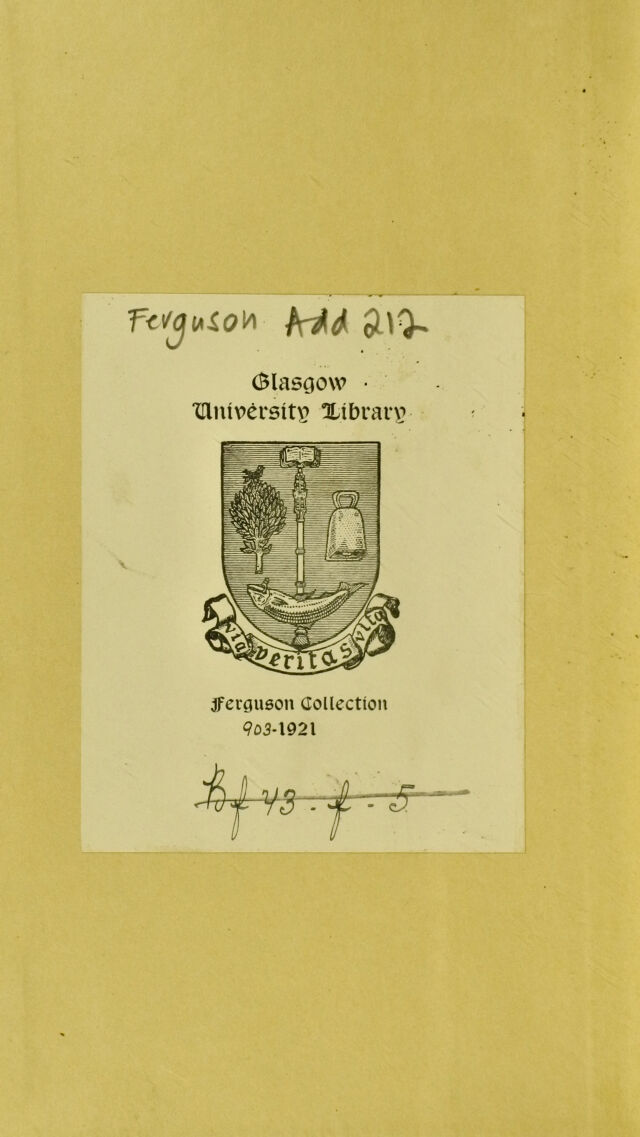 Ferguson Add 212
Glasgow
University Library
via veritas vita
Ferguson Collection
903-1921
Bf 43.f.5